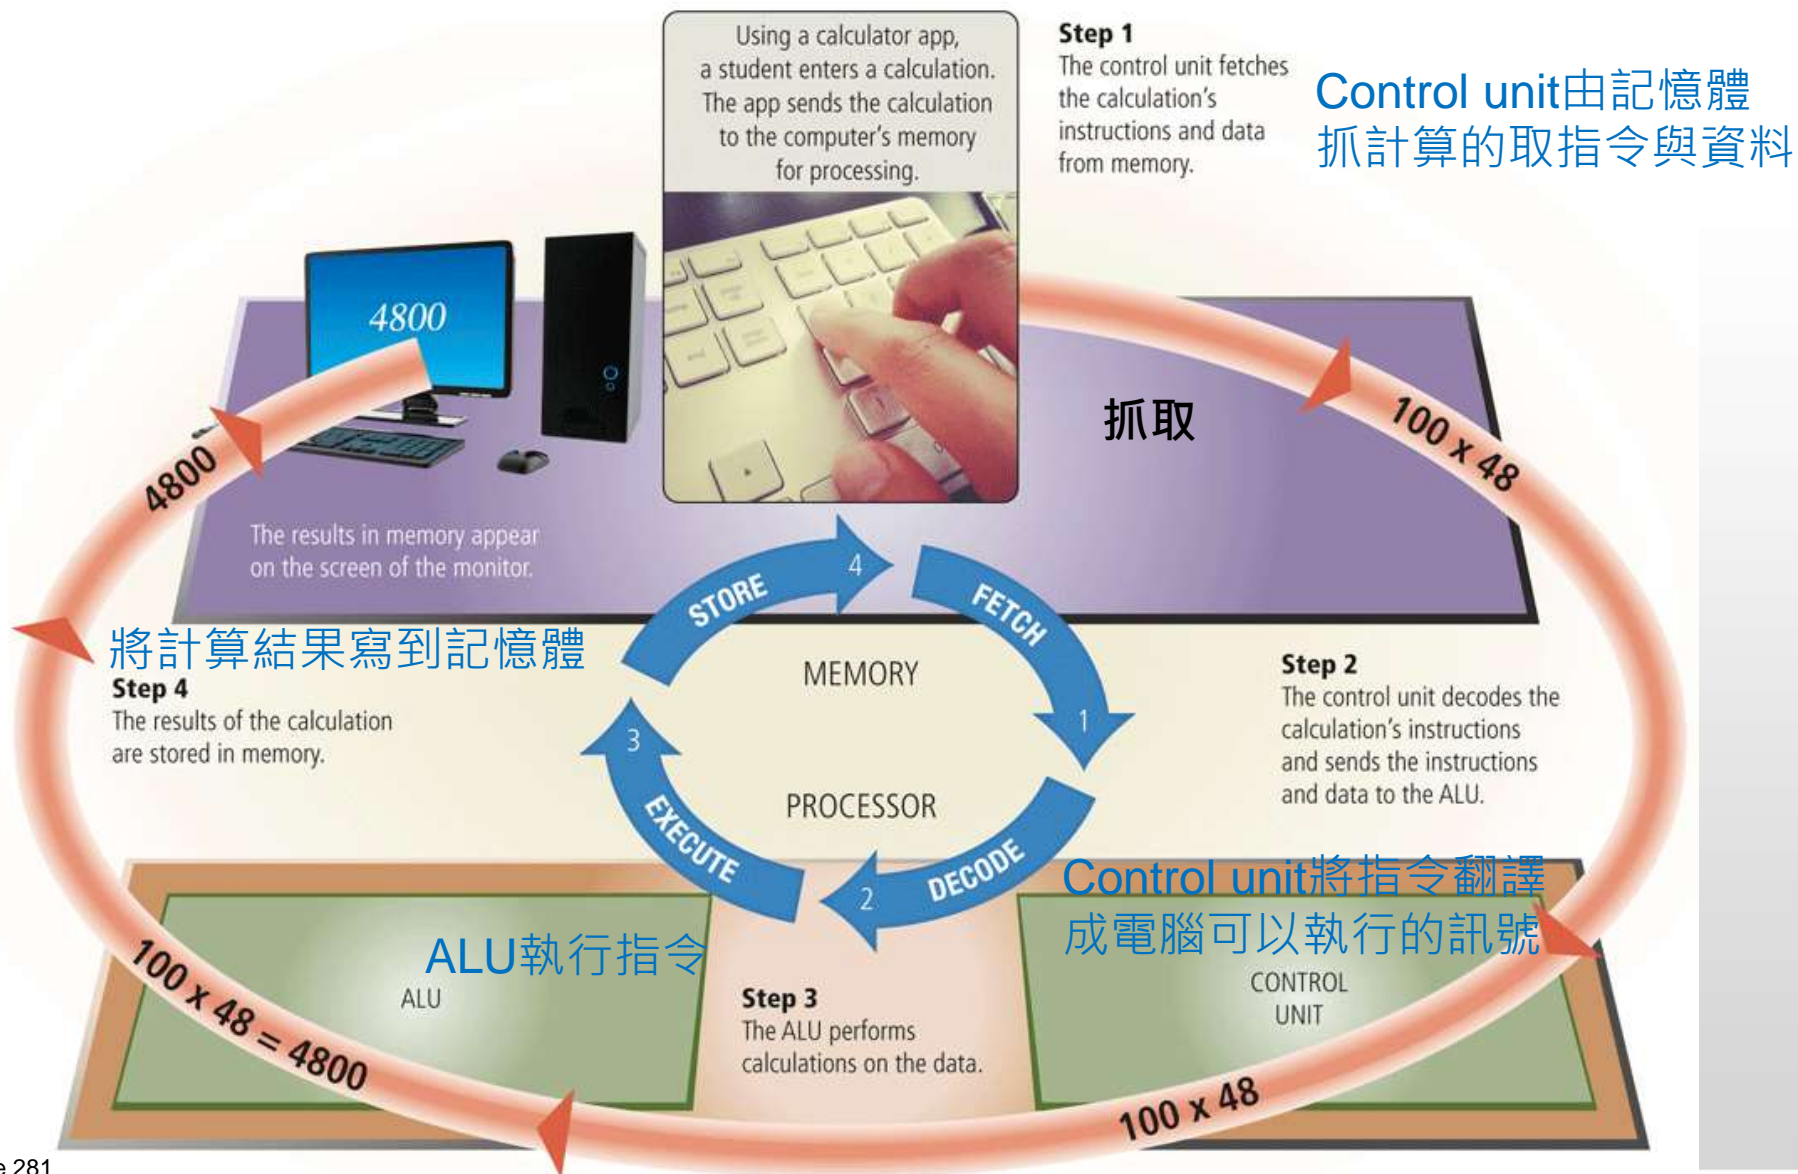 Using a calculator app,
a student enters a calculation.
The app sends the calculation
to the computer's memory
for processing.
Step 1
The control unit fetches
the calculation's
instructions and data
from memory.
Control unit由記憶體
抓計算的取指令與資料
4800
抓取
100 x 48
4800
The results in memory appear
on the screen of the monitor.
STORE
4
FETCH
1
MEMORY
將計算結果寫到記憶體
Step 4
The results of the calculation
are stored in memory.
Step 2
The control unit decodes the
calculation's instructions
and sends the instructions
and data to the ALU.
3
EXECUTE
PROCESSOR
2
DECODE
Control unit將指令翻譯
成電腦可以執行的訊號
ALU執行指令
ALU
CONTROL
UNIT
Step 3
The ALU performs
calculations on the data.
100 x 48 = 4800
100 x 48
e 281